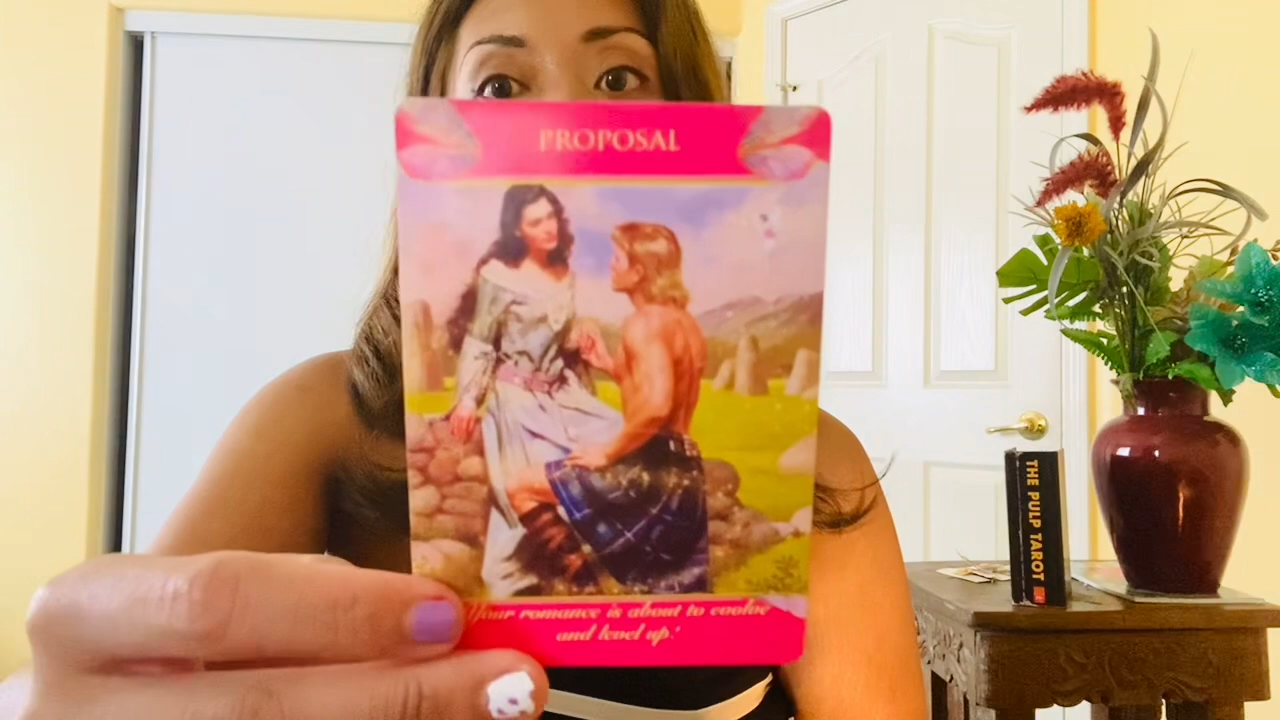 PROPOSAL
"Your romance is about to evolve
and level up."
THE PULP TAROT